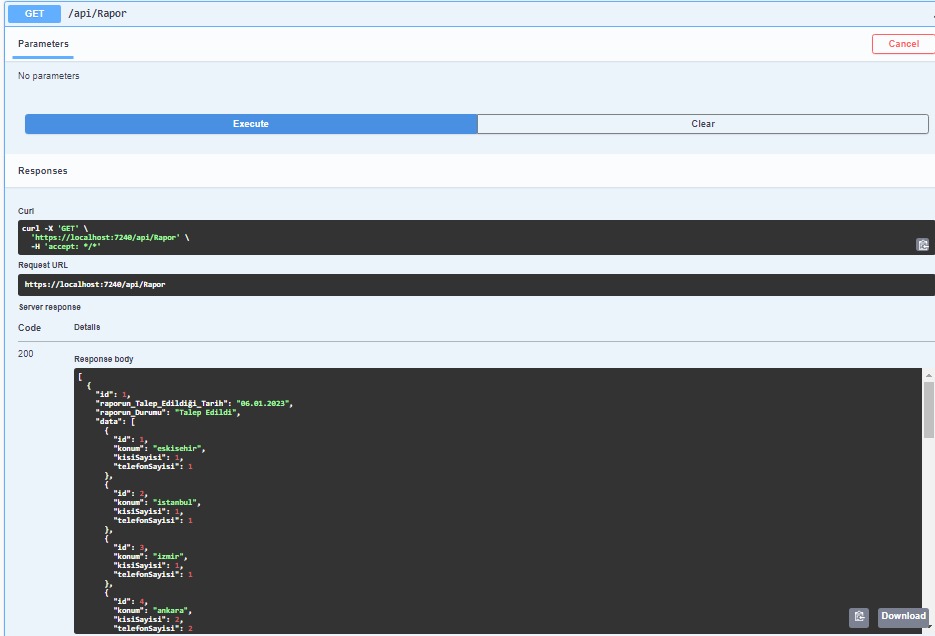 GET /api/Rapor
Parameters
Cancel
No parameters
Execute
Clear
Responses
Curl
curl -X 'GET' \
'https://localhost:7240/api/Rapor' \
-H 'accept: */*'
Request URL
https://localhost:7240/api/Rapor
Server response
Code Details
200
Response body
[
{
"id": 1,
"raporun_Talep_Edildiği_Tarih": "06.01.2023",
"raporun_Durumu": "Talep Edildi",
"data": [
{
"id": 1,
"konum": "eskisehir",
"kisiSayisi": 1,
"telefonSayisi": 1
},
{
"id": 2,
"konum": "istanbul",
"kisiSayisi": 1,
"telefonSayisi": 1
},
{
"id": 3,
"konum": "izmir",
"kisiSayisi": 1,
"telefonSayisi": 1
},
{
"id": 4,
"konum": "ankara",
"kisiSayisi": 2,
"telefonSayisi": 2
Download